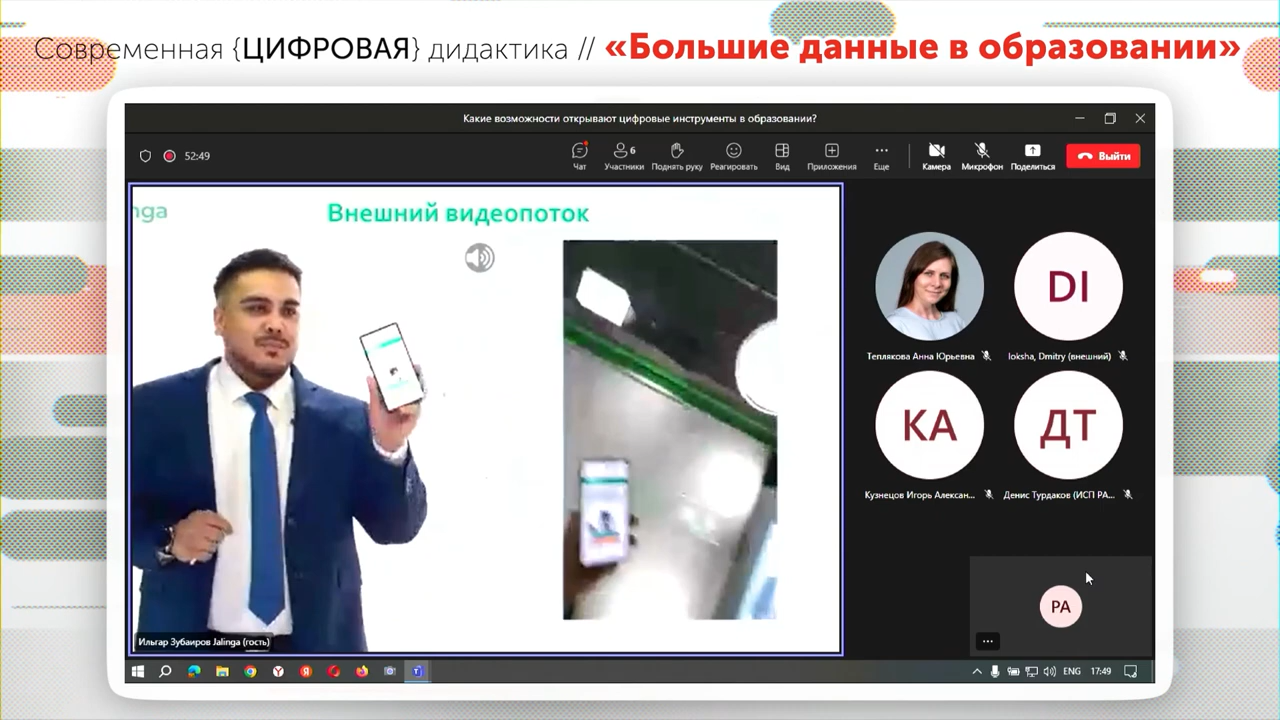 Современная {ЦИФРОВАЯ} дидактика // «Большие данные в образовании»
Какие возможности открывают цифровые инструменты в образовании?
52:49
Чат
6
Участники
Поднять руку
Реагировать
Вид
Приложения
Еще
Камера
Микрофон
Поделиться
Выйти
nga
Внешний видеопоток
Теплякова Анна Юрьевна
DI
Ioksha, Dmitry (внешний)
КА
Кузнецов Игорь Алексан...
ДТ
Денис Турдаков (ИСП РА...
РА
...
Ильгар Зубаиров Jalinga (гость)
ENG
17:49